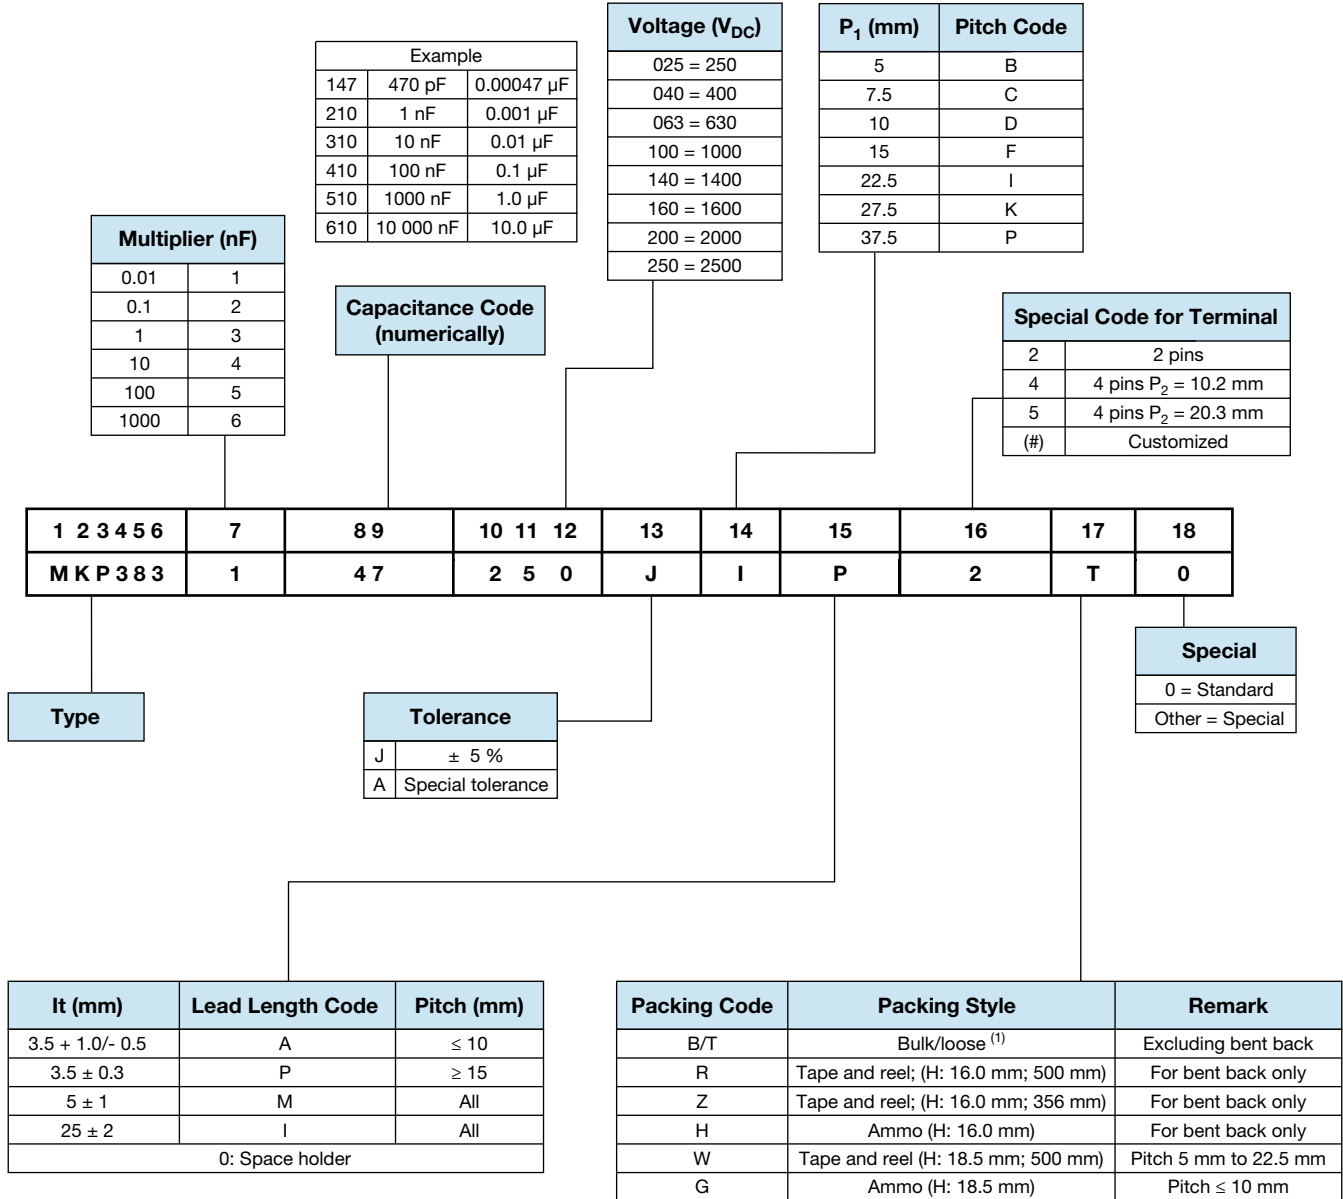 Example
147 470 pF 0.00047 µF
210 1 nF 0.001 µF
310 10 nF 0.01 µF
410 100 nF 0.1 µF
510 1000 nF 1.0 µF
610 10 000 nF 10.0 µF
Voltage (VDC)
025 = 250
040 = 400
063 = 630
100 = 1000
140 = 1400
160 = 1600
200 = 2000
250 = 2500
P1 (mm) Pitch Code
5 B
7.5 C
10 D
15 F
22.5 I
27.5 K
37.5 P
Multiplier (nF)
0.01 1
0.1 2
1 3
10 4
100 5
1000 6
Capacitance Code
(numerically)
Special Code for Terminal
2 2 pins
4 4 pins P2 = 10.2 mm
5 4 pins P2 = 20.3 mm
(#) Customized
1 2 3 4 5 6 7 8 9 10 11 12 13 14 15 16 17 18
M K P 3 8 3 1 4 7 2 5 0 J I P 2 T 0
Type
Tolerance
J ± 5 %
A Special tolerance
Special
0 = Standard
Other = Special
It (mm) Lead Length Code Pitch (mm)
3.5 + 1.0/- 0.5 A ≤ 10
3.5 ± 0.3 P ≥ 15
5 ± 1 M All
25 ± 2 I All
0: Space holder
Packing Code Packing Style Remark
B/T Bulk/loose (1) Excluding bent back
R Tape and reel; (H: 16.0 mm; 500 mm) For bent back only
Z Tape and reel; (H: 16.0 mm; 356 mm) For bent back only
H Ammo (H: 16.0 mm) For bent back only
W Tape and reel (H: 18.5 mm; 500 mm) Pitch 5 mm to 22.5 mm
G Ammo (H: 18.5 mm) Pitch ≤ 10 mm